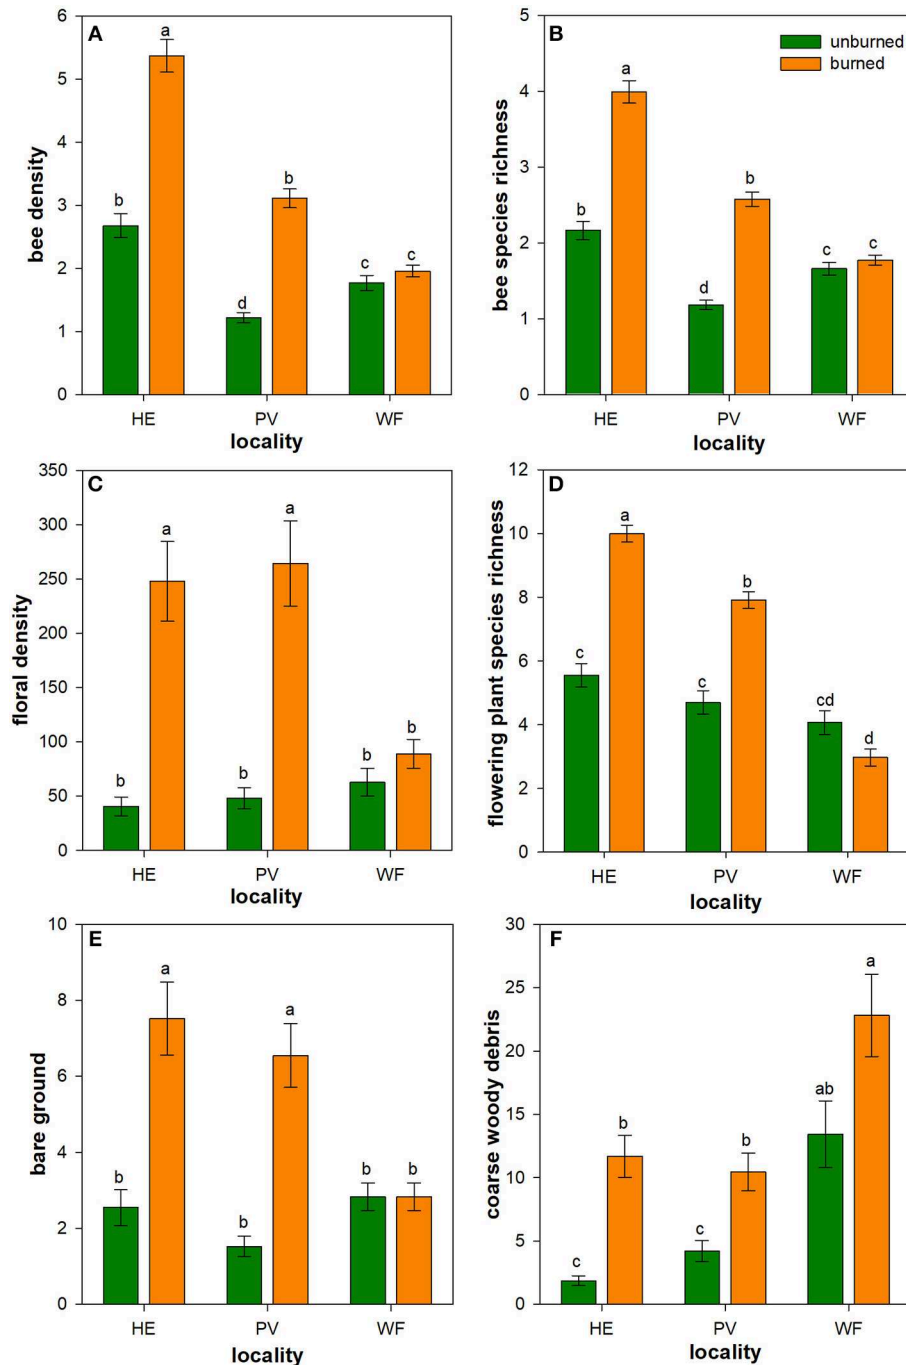 A
bee density
6
5
4
3
2
1
0
b
a
d
b
c
c
HE PV WF
locality
B
unburned
burned
bee species richness
5
4
3
2
1
0
b
a
d
b
c
c
HE PV WF
locality
C
floral density
350
300
250
200
150
100
50
0
b
a
b
a
b
b
HE PV WF
locality
D
flowering plant species richness
12
10
8
6
4
2
0
c
a
c
b
cd
d
HE PV WF
locality
E
bare ground
10
8
6
4
2
0
b
a
b
a
b
b
HE PV WF
locality
F
coarse woody debris
30
25
20
15
10
5
0
c
b
c
b
ab
a
HE PV WF
locality